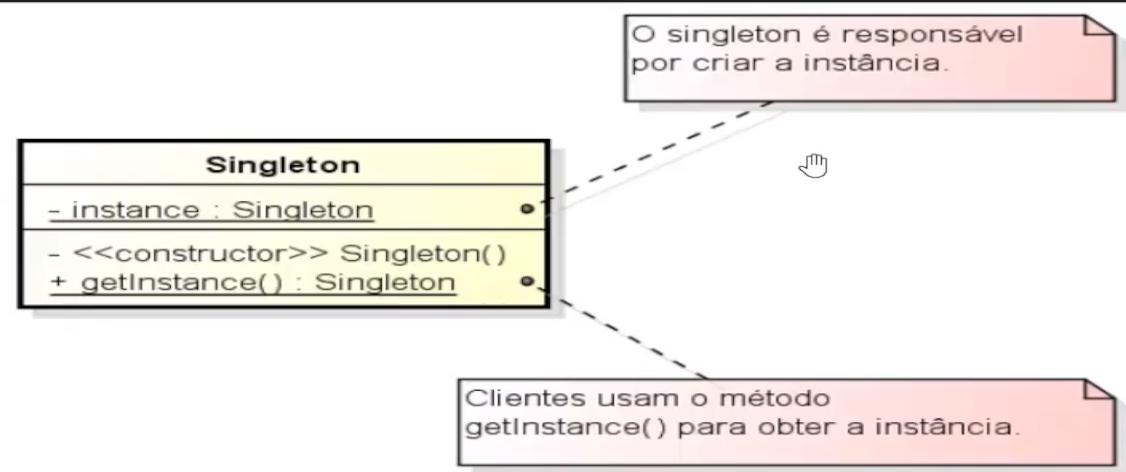 O singleton é responsável
por criar a instância.
Singleton
- instance : Singleton
- <<constructor>> Singleton()
+ getInstance() : Singleton
Clientes usam o método
getInstance() para obter a instância.